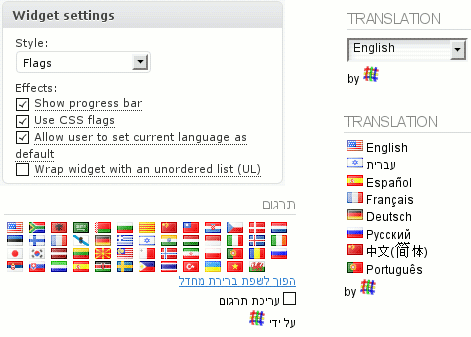 Widget settings
Style:
Flags
Effects:
Show progress bar
Use CSS flags
Allow user to set current language as
default
Wrap widget with an unordered list (UL)
תרגום
הפוך לשפת ברירת מחדל
עריכת תרגום
על ידי
TRANSLATION
English
by
TRANSLATION
English
עברית
Español
Français
Deutsch
Русский
中文(简体)
Português
by